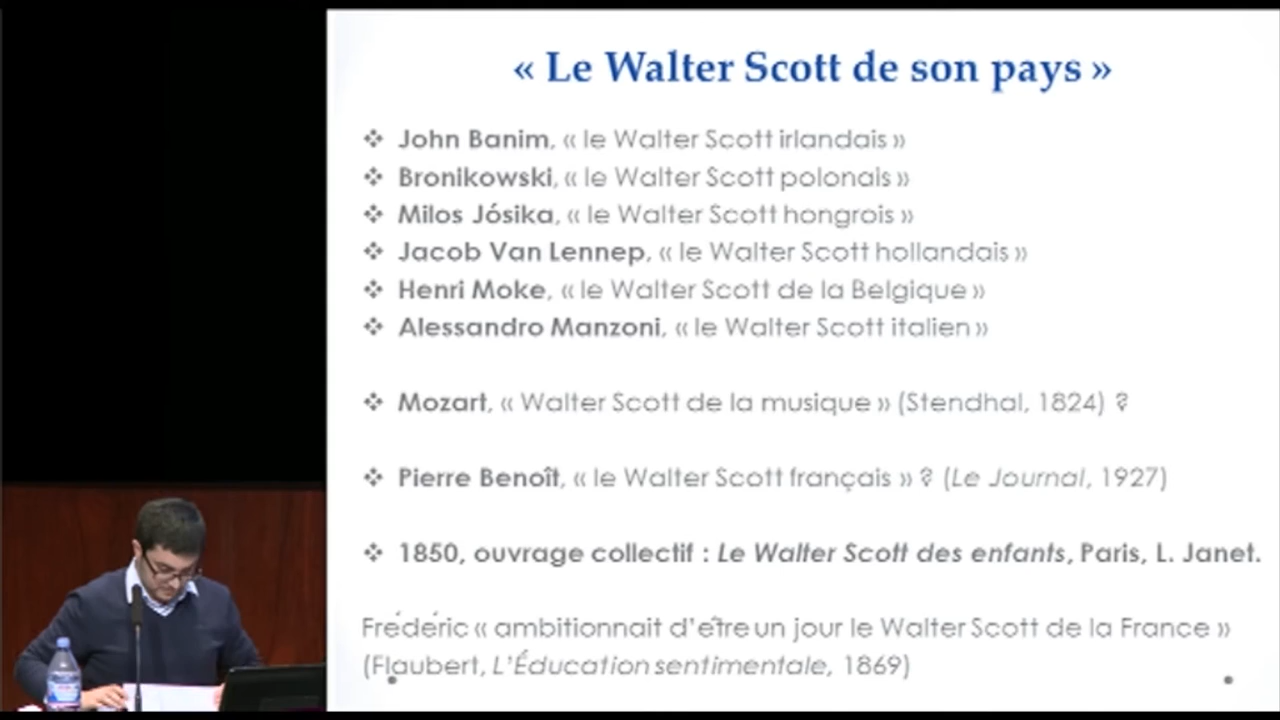 « Le Walter Scott de son pays »
❖ John Banim, « le Walter Scott irlandais »
❖ Bronikowski, « le Walter Scott polonais »
❖ Milos Jósika, « le Walter Scott hongrois »
❖ Jacob Van Lennep, « le Walter Scott hollandais »
❖ Henri Moke, « le Walter Scott de la Belgique »
❖ Alessandro Manzoni, « le Walter Scott italien »
❖ Mozart, « Walter Scott de la musique » (Stendhal, 1824) ?
❖ Pierre Benoît, « le Walter Scott français » ? (Le Journal, 1927)
❖ 1850, ouvrage collectif : Le Walter Scott des enfants, Paris, L. Janet.
Frédéric « ambitionnait d'être un jour le Walter Scott de la France »
(Flaubert, L'Éducation sentimentale, 1869)